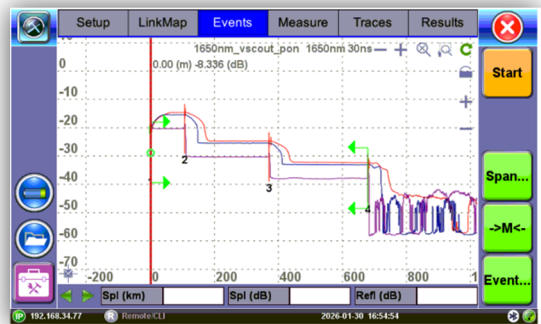 Setup LinkMap Events Measure Traces Results
1650nm_vscout_pon 1650nm 30ns
0.00 (m) -8.336 (dB)
0
-10
-20
-30
-40
-50
-60
-70
2
3
4
-200 0 200 400 600 800 1
Spl (km) Spl (dB) Refl (dB)
Start
Span...
->M<-
Event...
IP 192.168.34.77 R Remote/CLI 2026-01-30 16:54:54